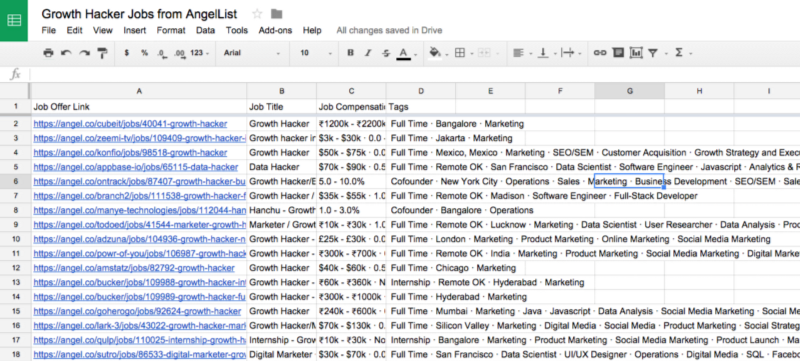 Growth Hacker Jobs from AngelList
File Edit View Insert Format Data Tools Add-ons Help All changes saved in Drive
$ % .0 .00 123 Arial 10 B I S A Σ
fx
A B C D E F G H I
1 Job Offer Link Job Title Job Compensati Tags
2 https://angel.co/cubeit/jobs/40041-growth-hacker Growth Hacker ₹1200k - ₹2200k Full Time · Bangalore · Marketing
3 https://angel.co/zeemi-tv/jobs/109409-growth-hacker-i Growth hacker in $3k - $30k · 0.0 - Full Time · Jakarta · Marketing
4 https://angel.co/konfio/jobs/98518-growth-hacker Growth Hacker $50k - $75k · 0.0 Full Time · Mexico, Mexico · Marketing · SEO/SEM · Customer Acquisition · Growth Strategy and Execu
5 https://angel.co/appbase-io/jobs/65115-data-hacker Data Hacker $70k - $90k · 0.5 Full Time · Remote OK · San Francisco · Data Scientist · Software Engineer · Javascript · Analytics & R
6 https://angel.co/ontrack/jobs/87407-growth-hacker-bu Growth Hacker/E 5.0 - 10.0% Cofounder · New York City · Operations · Sales · Marketing · Business Development · SEO/SEM · Sale
7 https://angel.co/branch2/jobs/111538-growth-hacker-f Growth Hacker / $35k - $55k · 1.0 Full Time · Remote OK · Madison · Software Engineer · Full-Stack Developer
8 https://angel.co/manye-technologies/jobs/112044-han Hanchu - Growth 1.0 - 3.0% Cofounder · Bangalore · Operations
9 https://angel.co/todoed/jobs/41544-marketer-growth-h Marketer / Growt ₹10k - ₹30k · 1.0 Full Time · Remote OK · Lucknow · Marketing · Data Scientist · User Researcher · Data Analysis · Proc
10 https://angel.co/adzuna/jobs/104936-growth-hacker-n Growth Hacker - £25k - £30k · 0.0 Full Time · London · Marketing · Product Marketing · Online Marketing · Social Media Marketing
11 https://angel.co/powr-of-you/jobs/106987-growth-hack Growth Hacker - ₹300k - ₹700k · Full Time · Remote OK · India · Marketing · Product Marketing · Social Media Marketing · Digital Market
12 https://angel.co/amstatz/jobs/82792-growth-hacker Growth Hacker $40k - $60k · 0.5 Full Time · Chicago · Marketing
13 https://angel.co/bucker/jobs/109988-growth-hacker-int Growth Hacker - ₹60k - ₹360k · N Internship · Remote OK · Hyderabad · Marketing
14 https://angel.co/bucker/jobs/109989-growth-hacker-fu Growth Hacker - ₹300k - ₹1000k · Full Time · Hyderabad · Marketing
15 https://angel.co/goherogo/jobs/92624-growth-hacker Growth Hacker ₹240k - ₹600k · Full Time · Mumbai · Marketing · Java · Javascript · Data Analysis · Social Media Marketing · Social Me
16 https://angel.co/lark-3/jobs/43022-growth-hacker-mark Growth Hacker/M $70k - $130k · 0. Full Time · Silicon Valley · Marketing · Digital Media · Social Media · Product Marketing · Social Strateg
17 https://angel.co/qulp/jobs/110025-internship-growth-h Internship - Grov ₹10k - ₹30k · No Internship · Bangalore · Marketing · Product Marketing · Social Media Marketing · Product Launch · Ma
18 https://angel.co/sutro/jobs/86533-digital-marketer-grov Digital Marketer $30k - $70k · 0. Full Time · San Francisco · Data Scientist · UI/UX Designer · Operations · Digital Media · SQL · Faceb